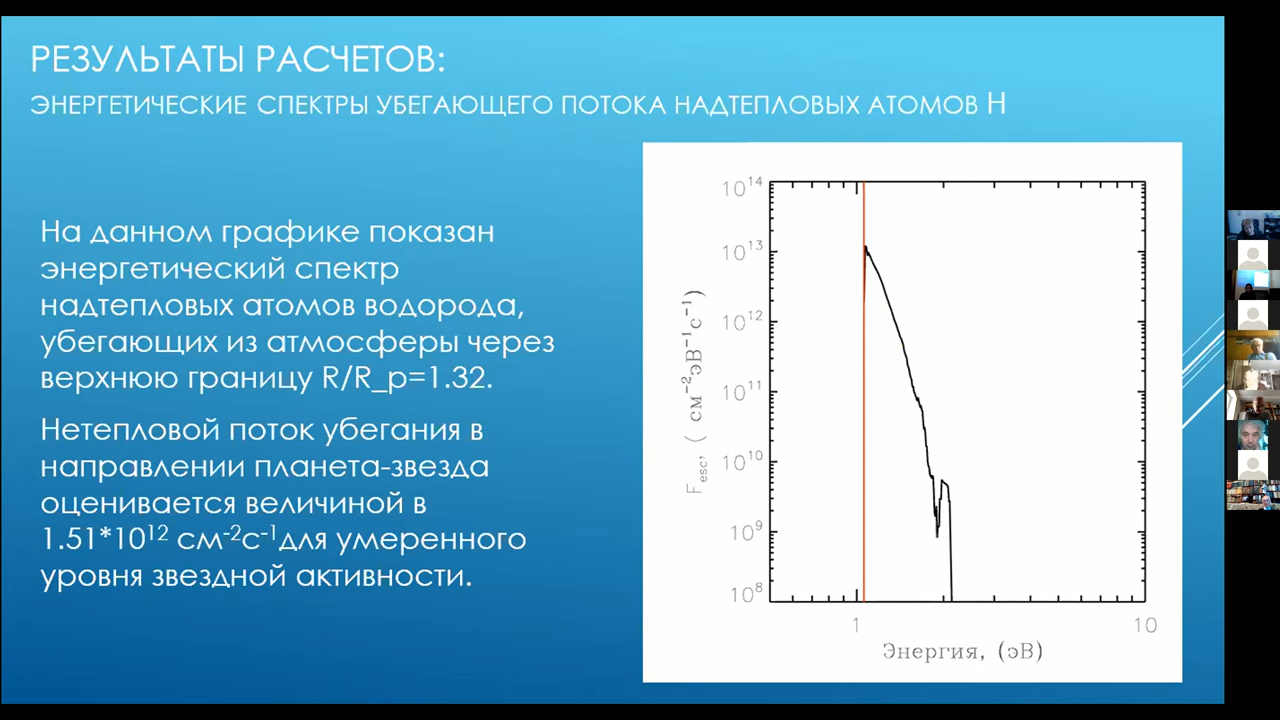 РЕЗУЛЬТАТЫ РАСЧЕТОВ:
ЭНЕРГЕТИЧЕСКИЕ СПЕКТРЫ УБЕГАЮЩЕГО ПОТОКА НАДТЕПЛОВЫХ АТОМОВ H
На данном графике показан
энергетический спектр
надтепловых атомов водорода,
убегающих из атмосферы через
верхнюю границу R/R_p=1.32.
Нетепловой поток убегания в
направлении планета-звезда
оценивается величиной в
1.51*10¹² см⁻²с⁻¹для умеренного
уровня звездной активности.
10¹⁴
10¹³
10¹²
10¹¹
10¹⁰
10⁹
10⁸
F_esc, ( см⁻²эВ⁻¹с⁻¹)
1
10
Энергия, (эВ)